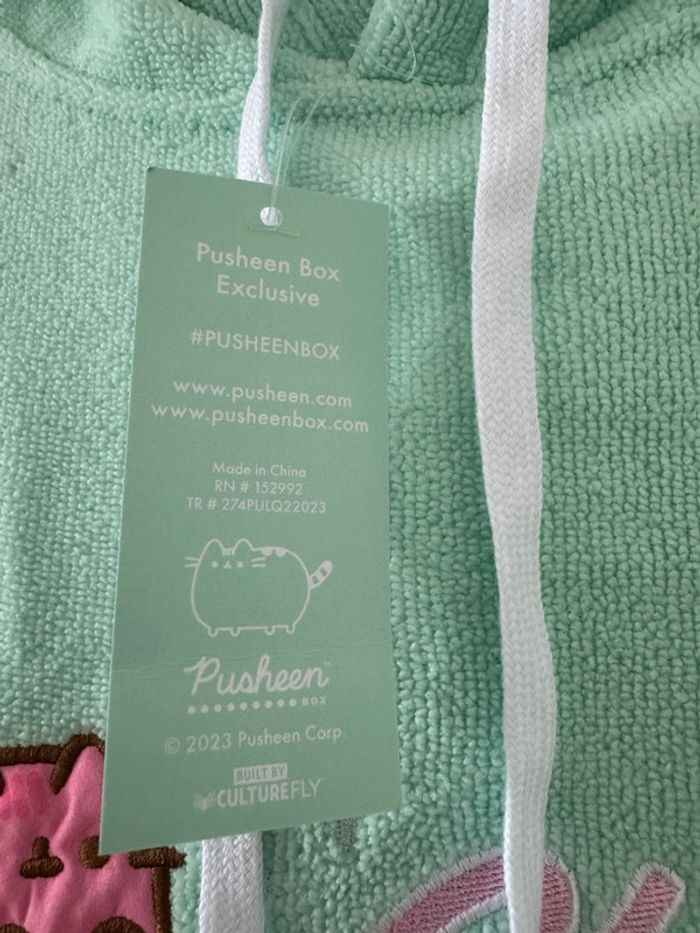 Pusheen Box
Exclusive
#PUSHEENBOX
www.pusheen.com
www.pusheenbox.com
Made in China
RN # 152992
TR # 274PULQ22023
Pusheen™
BOX
© 2023 Pusheen Corp.
BUILT BY
CULTUREFLY